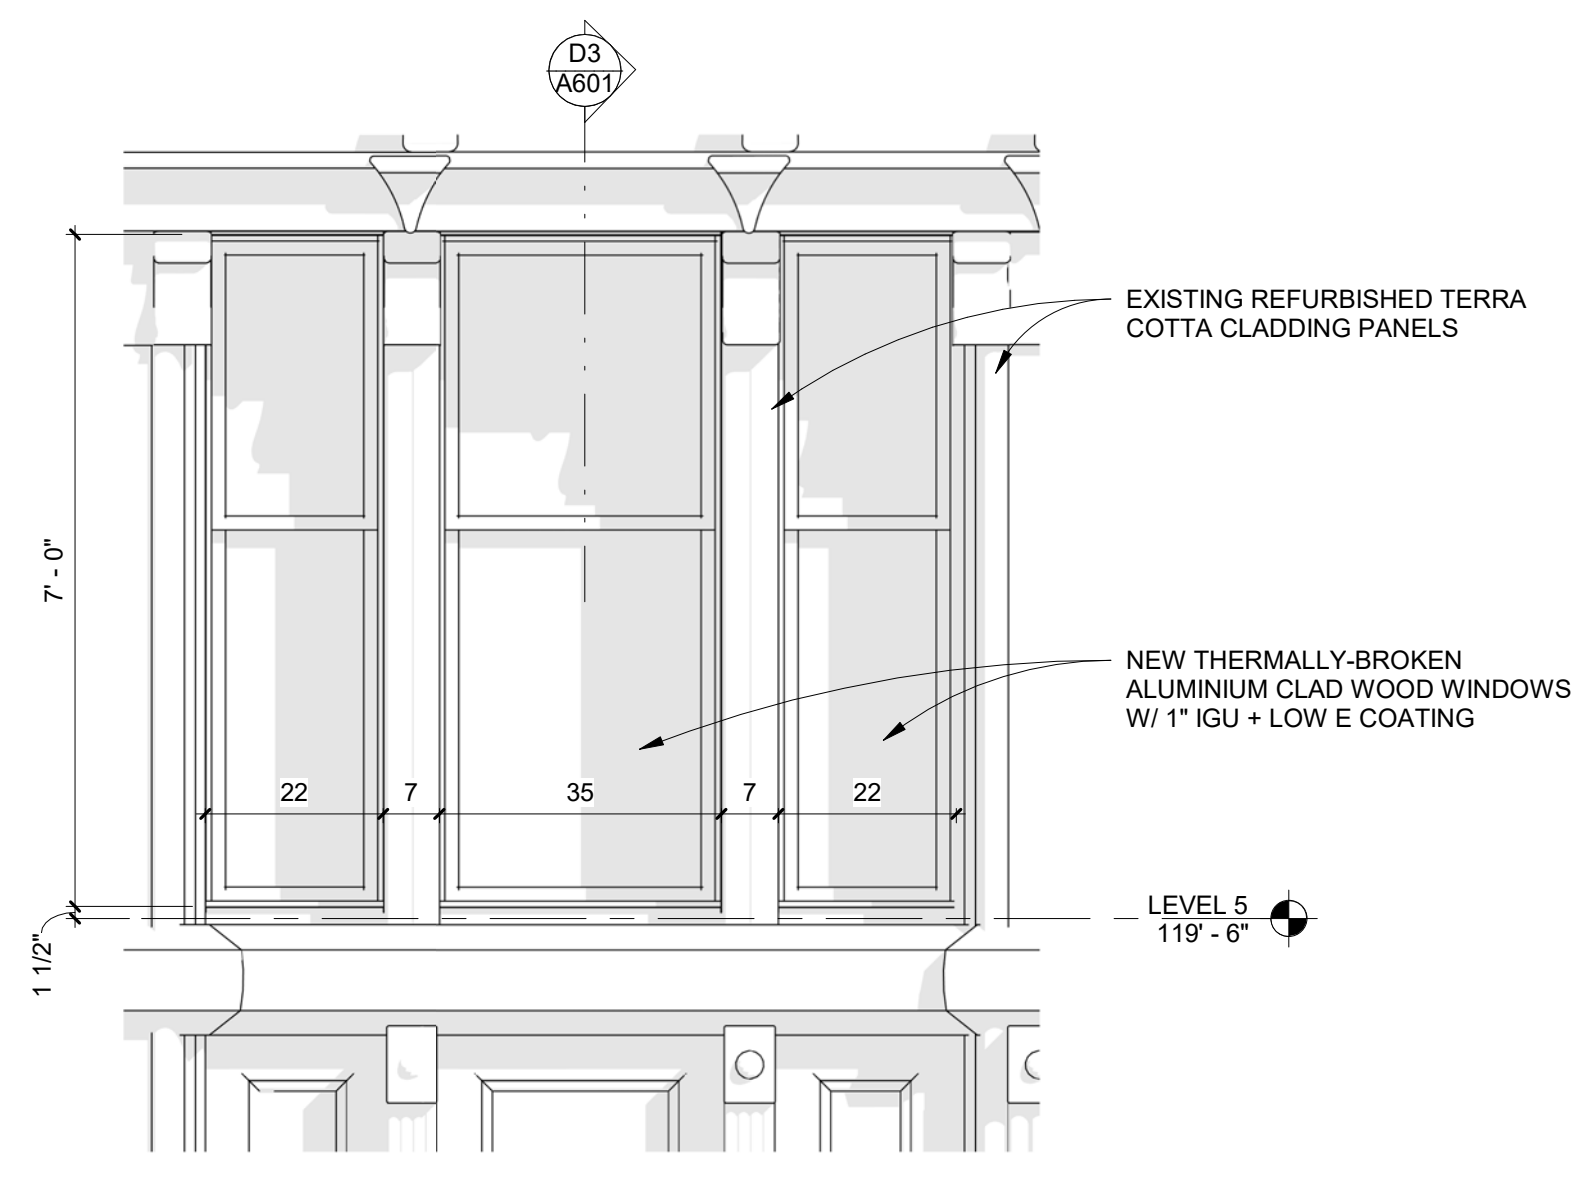 D3
A601
EXISTING REFURBISHED TERRA
COTTA CLADDING PANELS
7' - 0"
NEW THERMALLY-BROKEN
ALUMINIUM CLAD WOOD WINDOWS
W/ 1" IGU + LOW E COATING
22
7
35
7
22
LEVEL 5
119' - 6"
1 1/2"